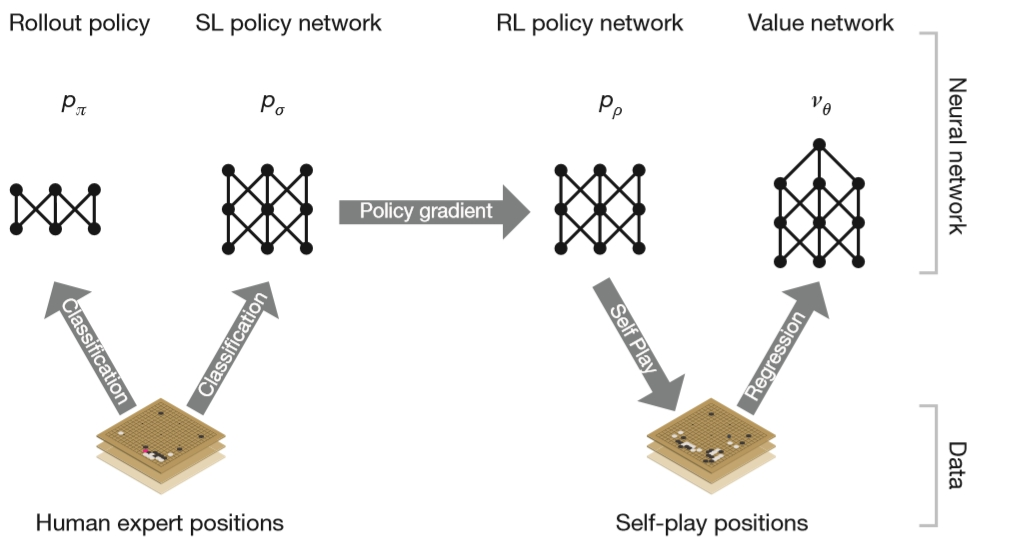 Rollout policy
SL policy network
RL policy network
Value network
pπ
pσ
pρ
νθ
Neural network
Policy gradient
Classification
Classification
Self Play
Regression
Data
Human expert positions
Self-play positions